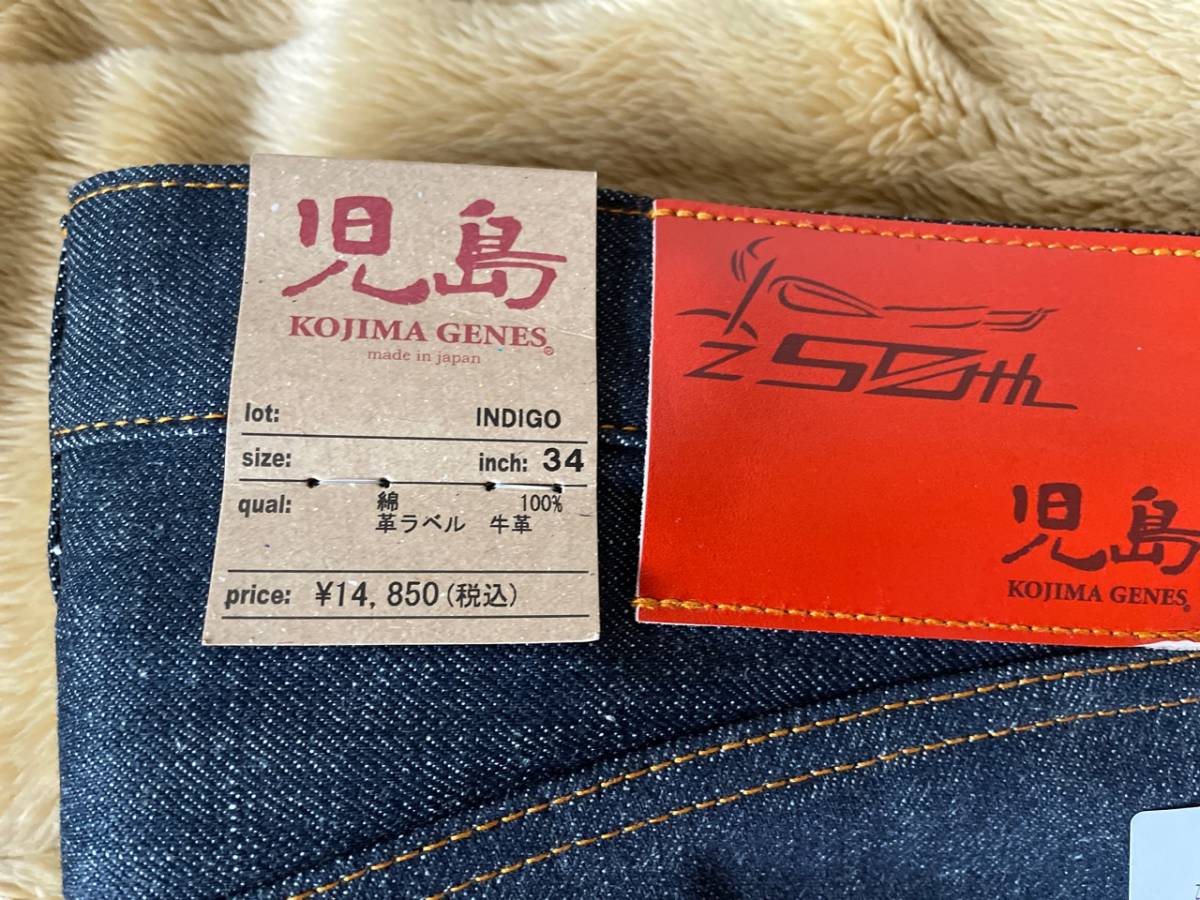 児島
KOJIMA GENES®
made in japan
lot: INDIGO
size: inch: 34
qual: 綿 100%
革ラベル 牛革
price: ¥14,850(税込)
Z 50th
児島
KOJIMA GENES®